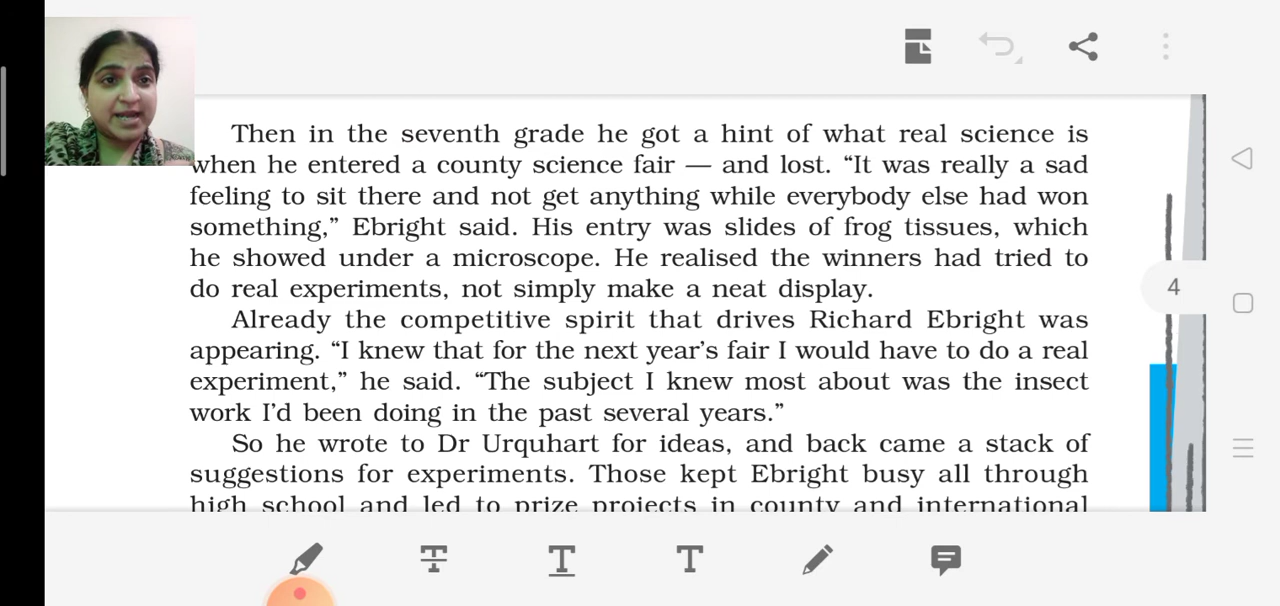 Then in the seventh grade he got a hint of what real science is
when he entered a county science fair — and lost. “It was really a sad
feeling to sit there and not get anything while everybody else had won
something,” Ebright said. His entry was slides of frog tissues, which
he showed under a microscope. He realised the winners had tried to
do real experiments, not simply make a neat display.
4
Already the competitive spirit that drives Richard Ebright was
appearing. “I knew that for the next year’s fair I would have to do a real
experiment,” he said. “The subject I knew most about was the insect
work I’d been doing in the past several years.”
So he wrote to Dr Urquhart for ideas, and back came a stack of
suggestions for experiments. Those kept Ebright busy all through
high school and led to prize projects in county and international
T
T
T